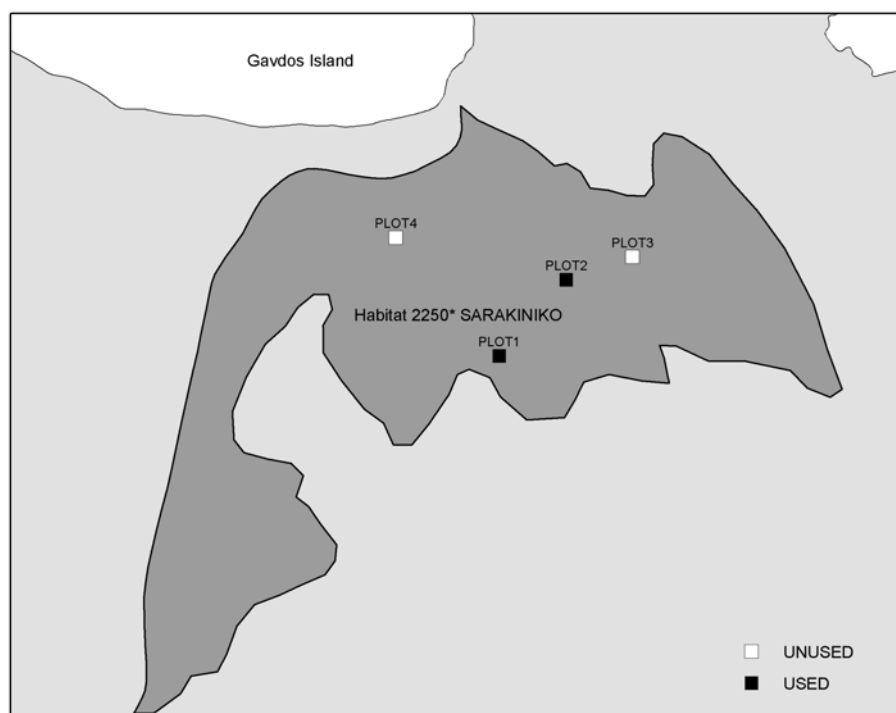 Gavdos Island
PLOT4
PLOT3
PLOT2
Habitat 2250* SARAKINIKO
PLOT1
UNUSED
USED